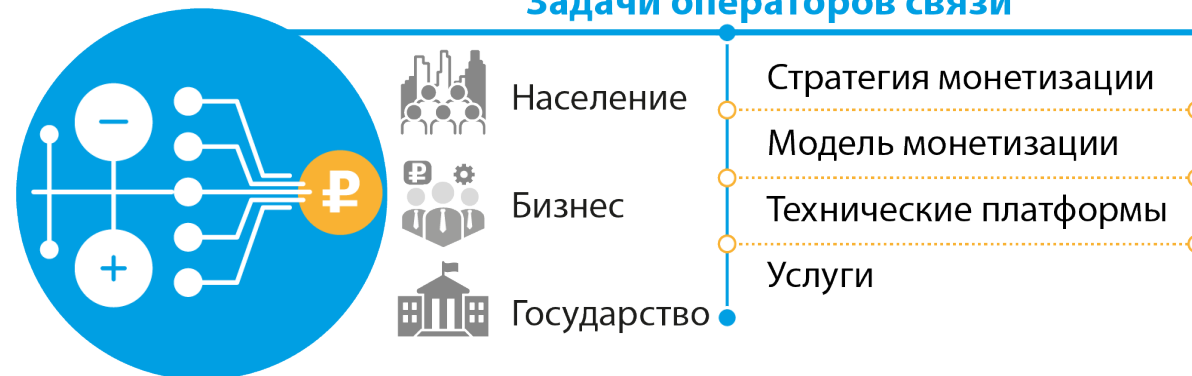 Задачи операторов связи
Население
Бизнес
Государство
Стратегия монетизации
Модель монетизации
Технические платформы
Услуги